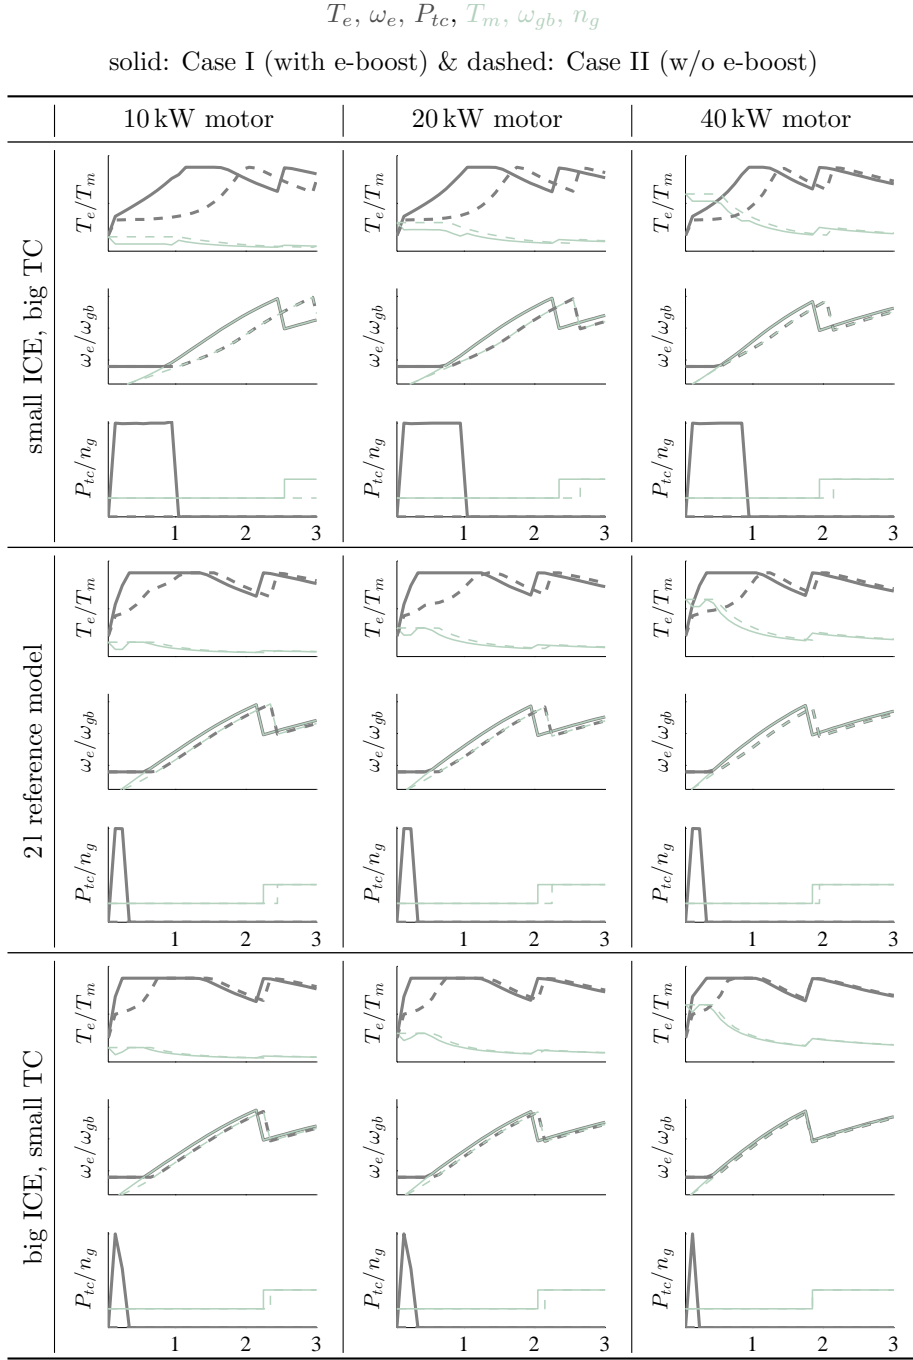 T_e, ω_e, P_tc, T_m, ω_gb, n_g
solid: Case I (with e-boost) & dashed: Case II (w/o e-boost)
10 kW motor 20 kW motor 40 kW motor
small ICE, big TC
T_e/T_m T_e/T_m T_e/T_m
ω_e/ω_gb ω_e/ω_gb ω_e/ω_gb
P_tc/n_g P_tc/n_g P_tc/n_g
1 2 3 1 2 3 1 2 3
2l reference model
T_e/T_m T_e/T_m T_e/T_m
ω_e/ω_gb ω_e/ω_gb ω_e/ω_gb
P_tc/n_g P_tc/n_g P_tc/n_g
1 2 3 1 2 3 1 2 3
big ICE, small TC
T_e/T_m T_e/T_m T_e/T_m
ω_e/ω_gb ω_e/ω_gb ω_e/ω_gb
P_tc/n_g P_tc/n_g P_tc/n_g
1 2 3 1 2 3 1 2 3